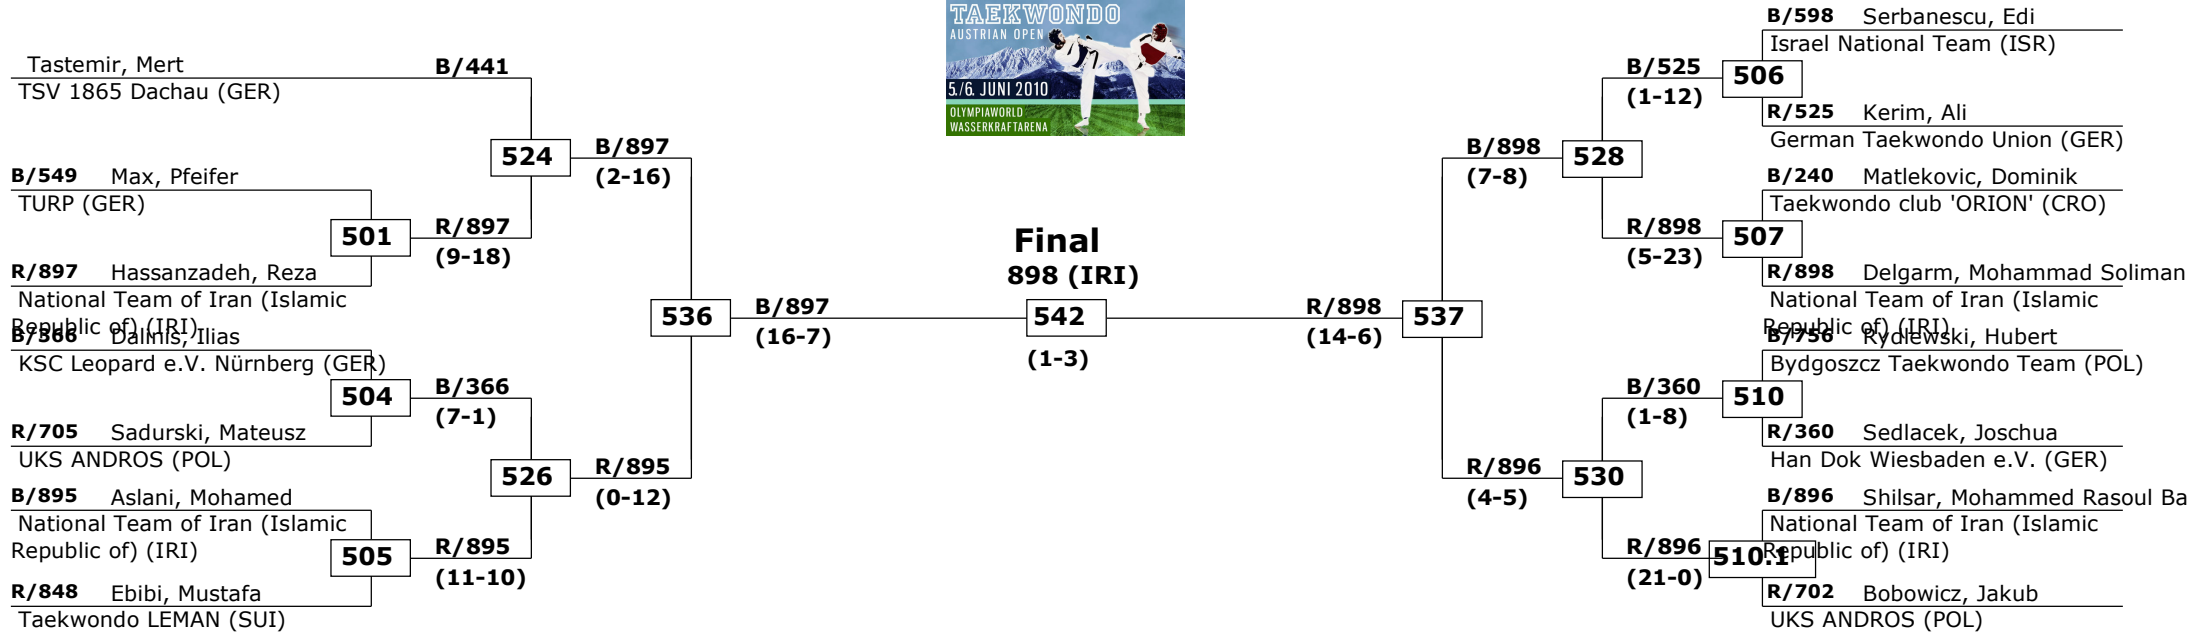 TAEKWONDO
AUSTRIAN OPEN
5./6. JUNI 2010
OLYMPIAWORLD
WASSERKRAFTARENA
Tastemir, Mert
TSV 1865 Dachau (GER)
B/441
524
B/897
(2-16)
B/549 Max, Pfeifer
TURP (GER)
501
R/897
(9-18)
R/897 Hassanzadeh, Reza
National Team of Iran (Islamic
Republic of) (IRI)
B/366 Dalinis, Ilias
KSC Leopard e.V. Nürnberg (GER)
504
B/366
(7-1)
R/705 Sadurski, Mateusz
UKS ANDROS (POL)
526
R/895
(0-12)
B/895 Aslani, Mohamed
National Team of Iran (Islamic
Republic of) (IRI)
505
R/895
(11-10)
R/848 Ebibi, Mustafa
Taekwondo LEMAN (SUI)
536
B/897
(16-7)
Final
898 (IRI)
542
(1-3)
R/898
(14-6)
537
B/898
(7-8)
528
B/525
(1-12)
506
B/598 Serbanescu, Edi
Israel National Team (ISR)
R/525 Kerim, Ali
German Taekwondo Union (GER)
B/240 Matlekovic, Dominik
Taekwondo club 'ORION' (CRO)
R/898
(5-23)
507
R/898 Delgarm, Mohammad Soliman
National Team of Iran (Islamic
Republic of) (IRI)
B/756 Rydlewski, Hubert
Bydgoszcz Taekwondo Team (POL)
B/360
(1-8)
510
R/360 Sedlacek, Joschua
Han Dok Wiesbaden e.V. (GER)
R/896
(4-5)
530
B/896 Shilsar, Mohammed Rasoul Ba
National Team of Iran (Islamic
Republic of) (IRI)
R/896
(21-0)
510.1
R/702 Bobowicz, Jakub
UKS ANDROS (POL)